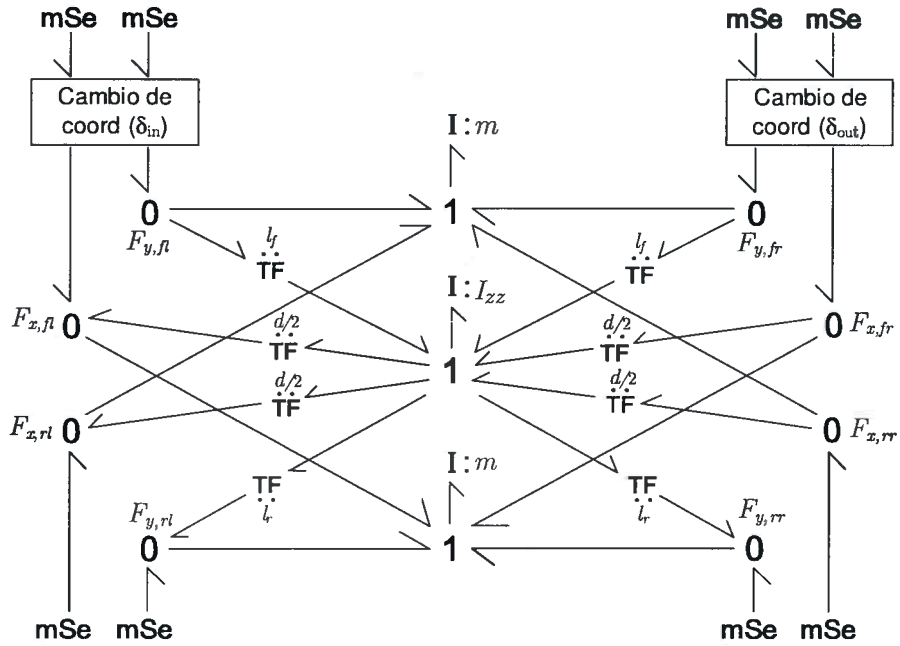 mSe mSe mSe mSe
Cambio de
coord (δin)
Cambio de
coord (δout)
I : m
0 1 0
Fy,fl lf lf Fy,fr
TF TF
I : Izz
Fx,fl 0 d/2 d/2 0 Fx,fr
TF TF
1
d/2 d/2
TF TF
Fx,rl 0 0 Fx,rr
I : m
TF TF
Fy,rl lr lr Fy,rr
0 1 0
mSe mSe mSe mSe